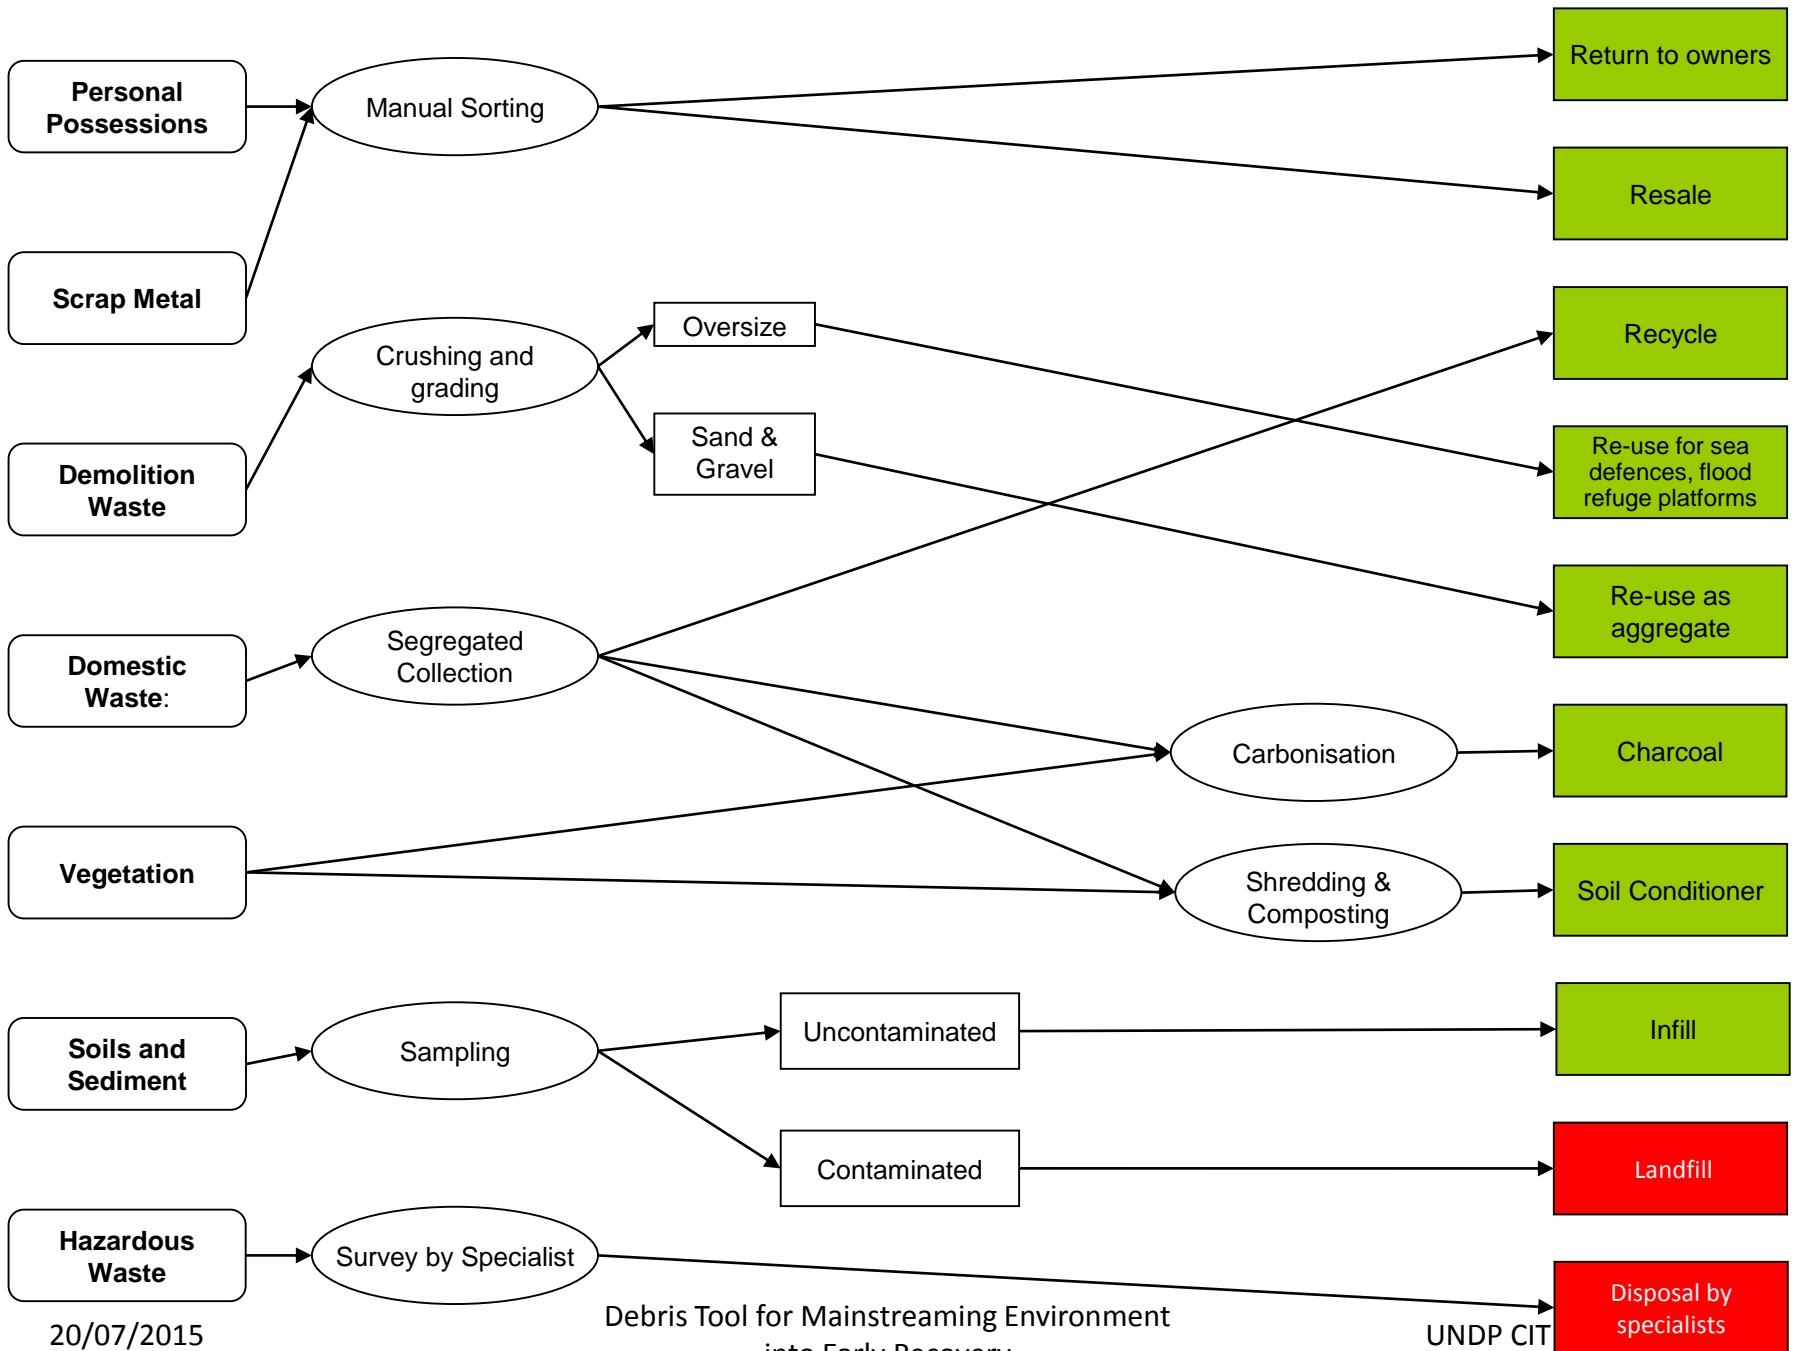 Personal
Possessions
Manual Sorting
Return to owners
Resale
Scrap Metal
Crushing and
grading
Oversize
Recycle
Sand &
Gravel
Demolition
Waste
Re-use for sea
defences, flood
refuge platforms
Re-use as
aggregate
Domestic
Waste:
Segregated
Collection
Carbonisation
Charcoal
Vegetation
Shredding &
Composting
Soil Conditioner
Soils and
Sediment
Sampling
Uncontaminated
Infill
Contaminated
Landfill
Hazardous
Waste
Survey by Specialist
Disposal by
specialists
20/07/2015
Debris Tool for Mainstreaming Environment
into Early Recovery
UNDP CIT